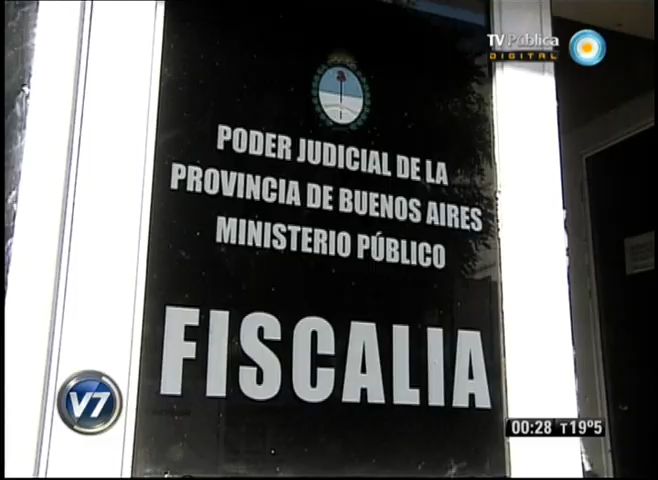 TV Pública
DIGITAL
PODER JUDICIAL DE LA
PROVINCIA DE BUENOS AIRES
MINISTERIO PÚBLICO
FISCALIA
V7
00:28 T19º5